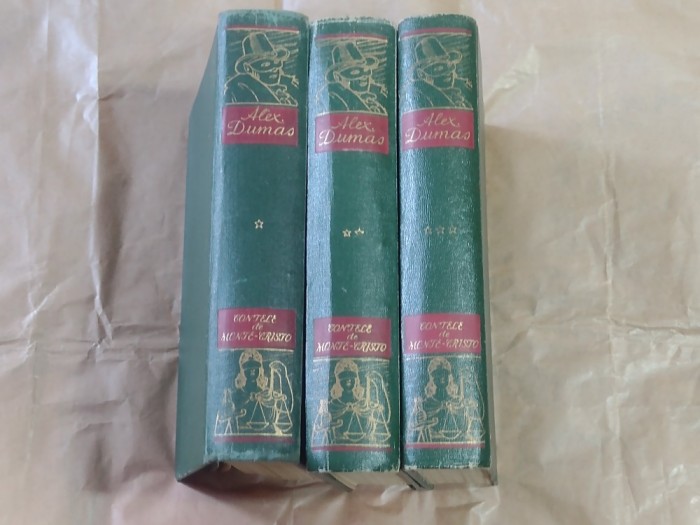 Alex.
Dumas
CONTELE
de
MONTE-CRISTO
Alex.
Dumas
CONTELE
de
MONTE-CRISTO
Alex.
Dumas
CONTELE
de
MONTE-CRISTO